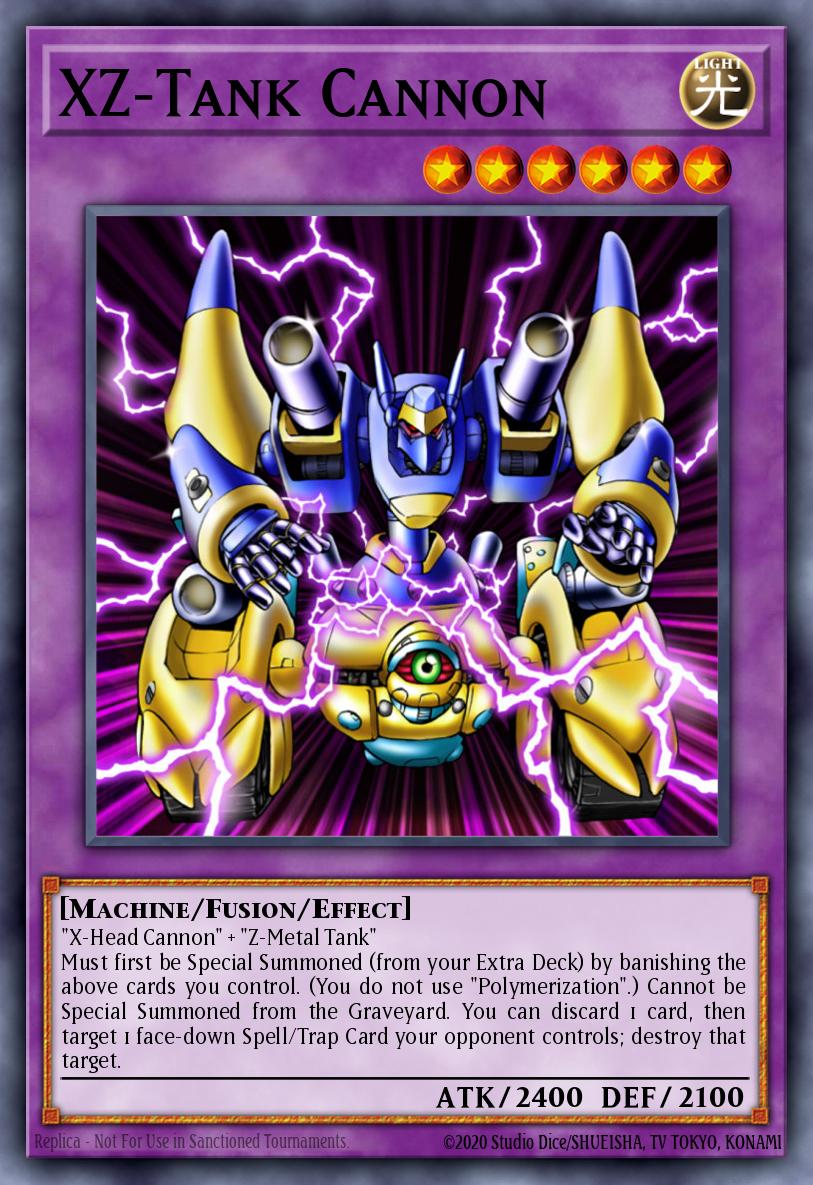 XZ-Tank Cannon
LIGHT
光
[Machine/Fusion/Effect]
"X-Head Cannon" + "Z-Metal Tank"
Must first be Special Summoned (from your Extra Deck) by banishing the
above cards you control. (You do not use "Polymerization".) Cannot be
Special Summoned from the Graveyard. You can discard 1 card, then
target 1 face-down Spell/Trap Card your opponent controls; destroy that
target.
ATK/2400 DEF/2100
Replica - Not For Use in Sanctioned Tournaments.
©2020 Studio Dice/SHUEISHA, TV TOKYO, KONAMI